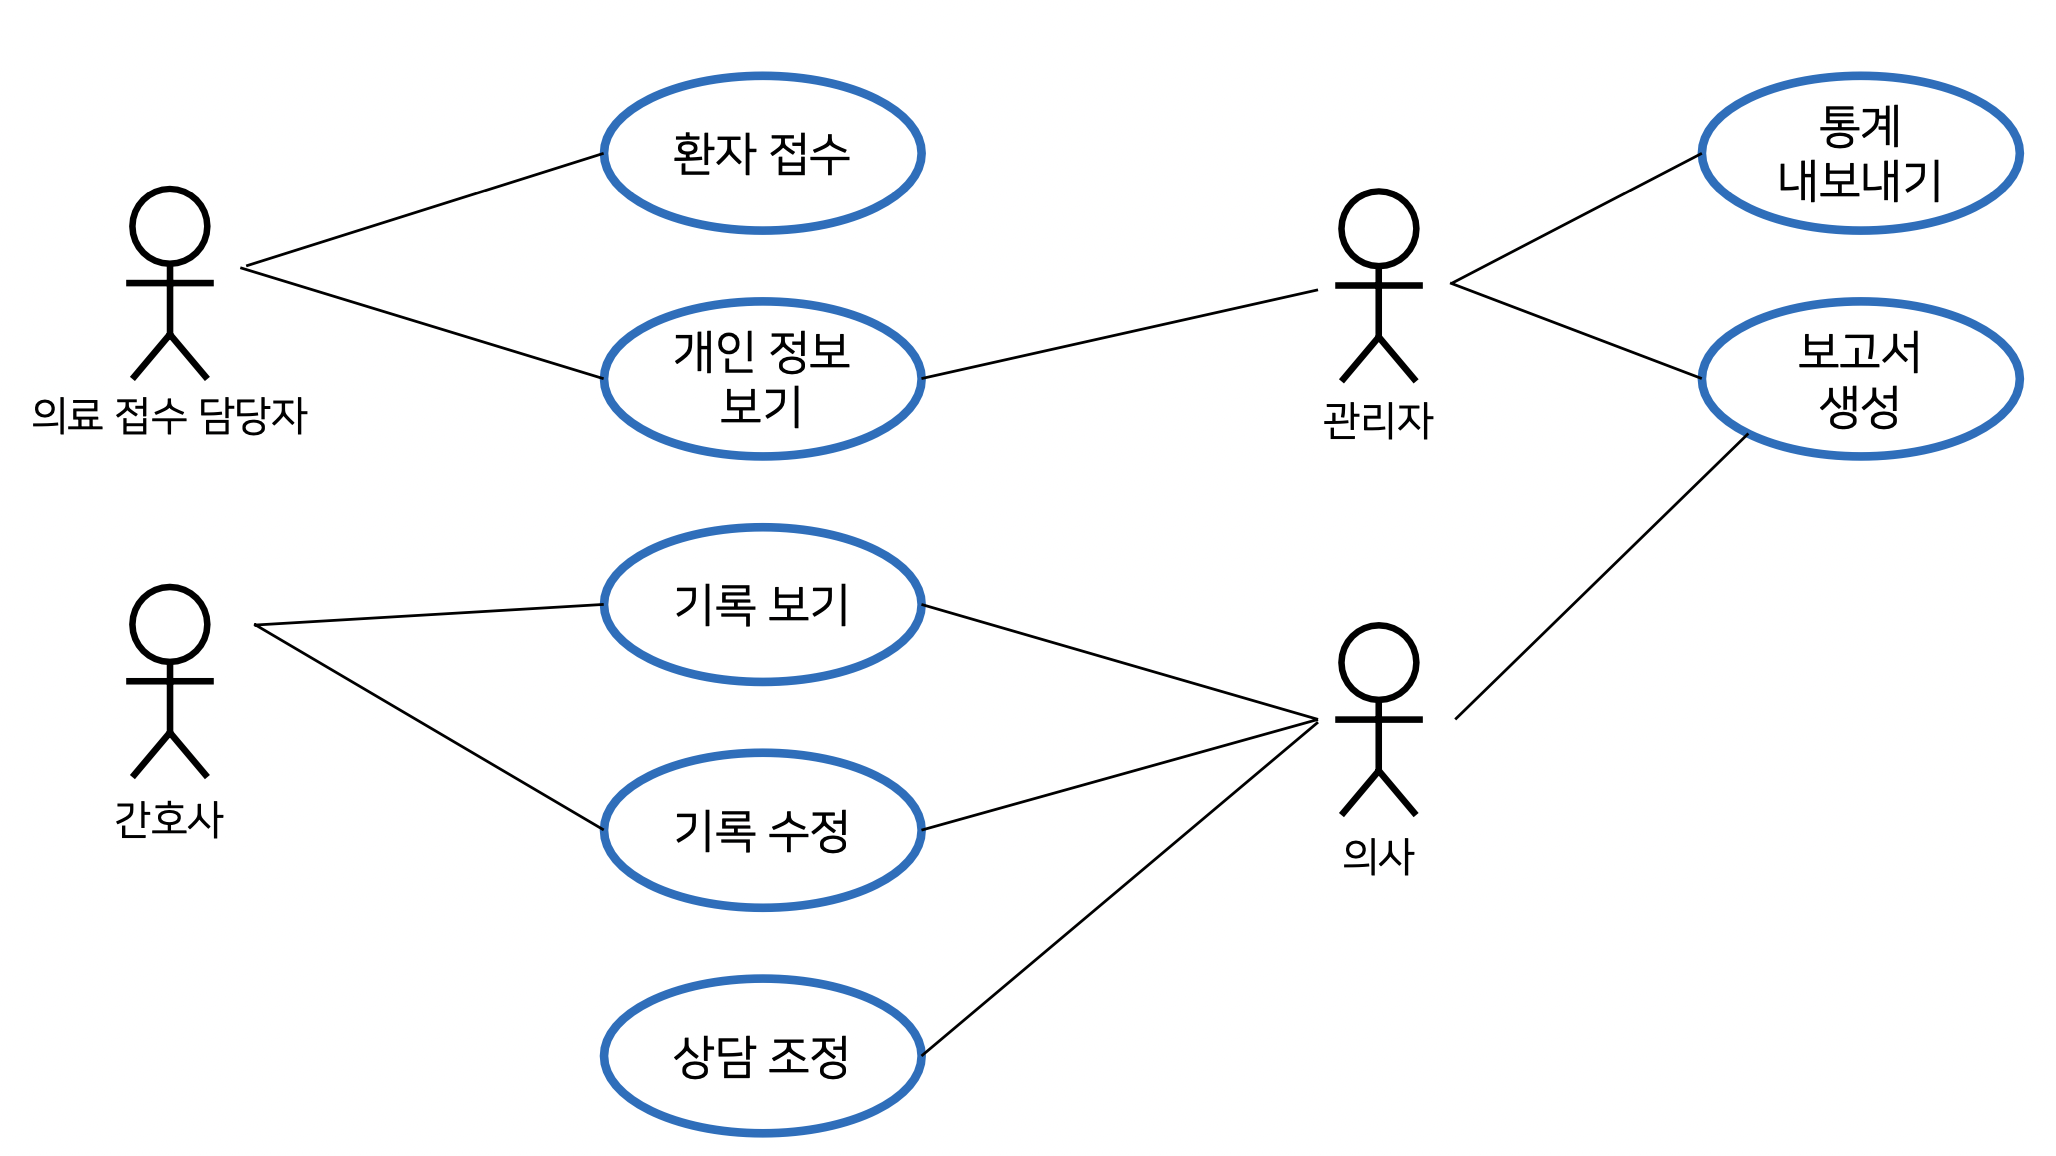 환자 접수
통계
내보내기
개인 정보
보기
보고서
생성
의료 접수 담당자
관리자
기록 보기
간호사
기록 수정
의사
상담 조정